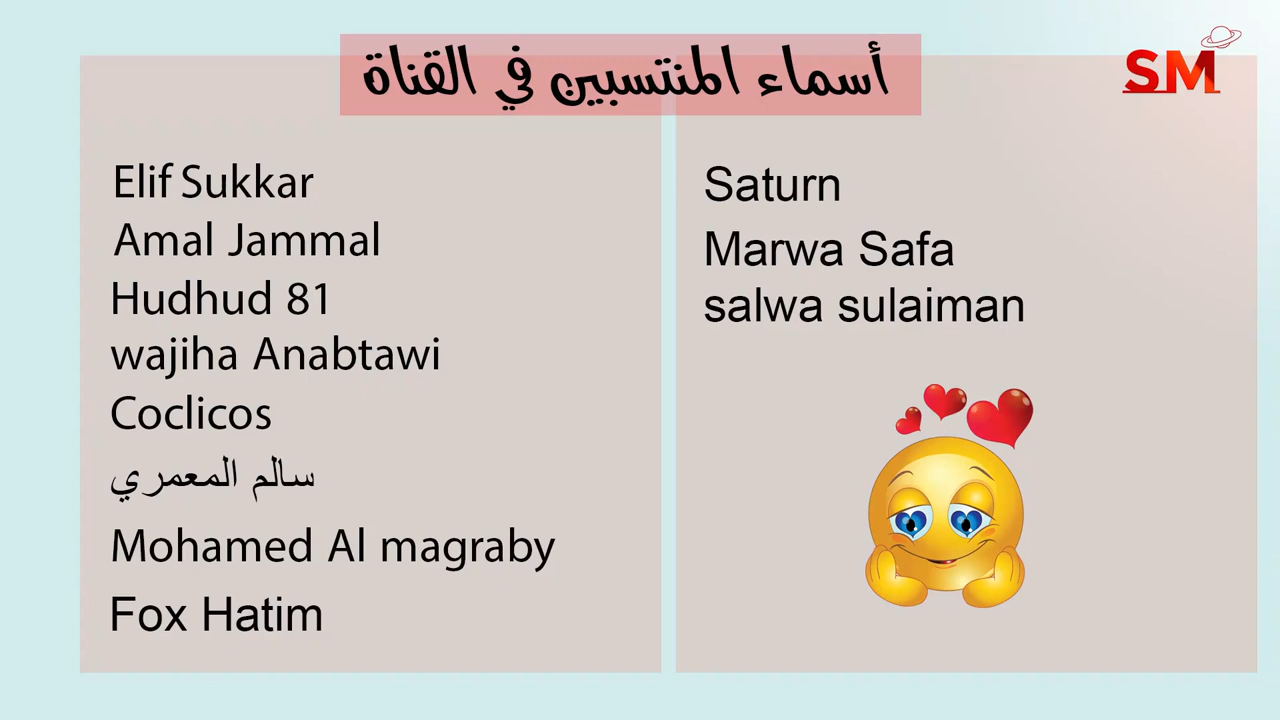 أسماء المنتسبين في القناة
SM
Elif Sukkar
Amal Jammal
Hudhud 81
wajiha Anabtawi
Coclicos
سالم المعمري
Mohamed Al magraby
Fox Hatim
Saturn
Marwa Safa
salwa sulaiman